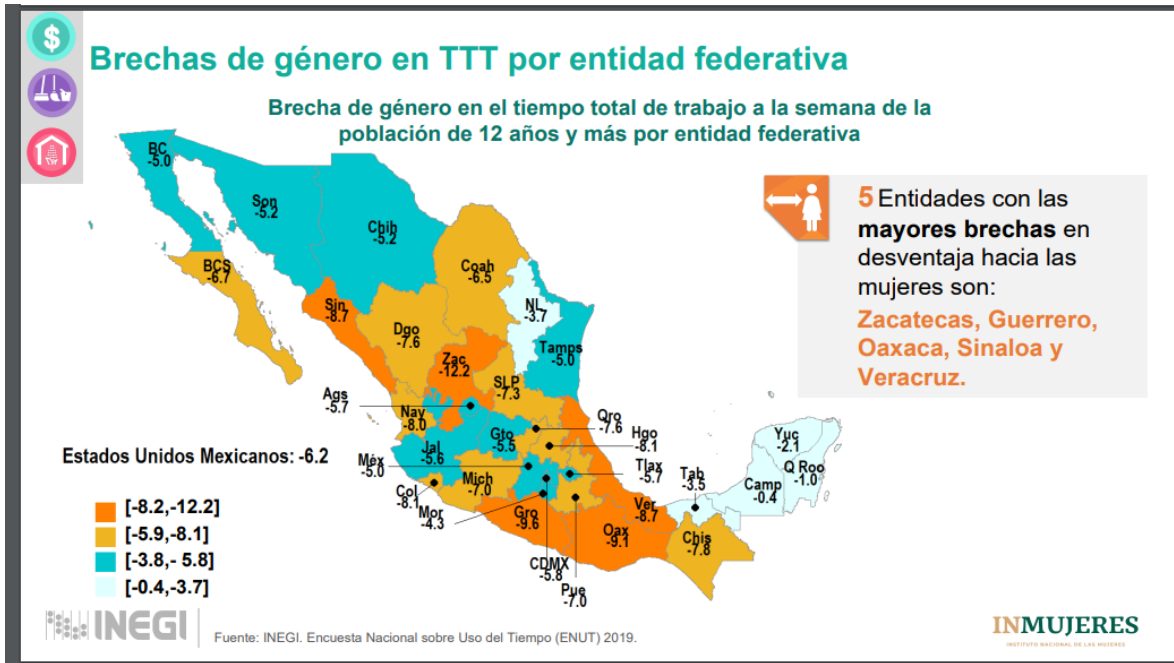 $
Brechas de género en TTT por entidad federativa
Brecha de género en el tiempo total de trabajo a la semana de la
población de 12 años y más por entidad federativa
BC
-5.0
Son
-5.2
Chih
-5.2
Coah
-6.5
BCS
-6.7
NL
-3.7
Sin
-8.7
Dgo
-7.6
Tamps
-5.0
Zac
-12.2
SLP
-7.3
Ags
-5.7
Nay
-8.0
Qro
-7.6
Hgo
-8.1
Gto
-5.5
Jal
-5.6
Méx
-5.0
Tlax
-5.7
Mich
-7.0
Col
-8.1
Mor
-4.3
Gro
-9.6
CDMX
-5.8
Pue
-7.0
Oax
-9.1
Ver
-8.7
Tab
-3.5
Chis
-7.8
Camp
-0.4
Yuc
-2.1
Q Roo
-1.0
5 Entidades con las
mayores brechas en
desventaja hacia las
mujeres son:
Zacatecas, Guerrero,
Oaxaca, Sinaloa y
Veracruz.
Estados Unidos Mexicanos: -6.2
[-8.2,-12.2]
[-5.9,-8.1]
[-3.8,- 5.8]
[-0.4,-3.7]
INEGI
Fuente: INEGI. Encuesta Nacional sobre Uso del Tiempo (ENUT) 2019.
INMUJERES
INSTITUTO NACIONAL DE LAS MUJERES